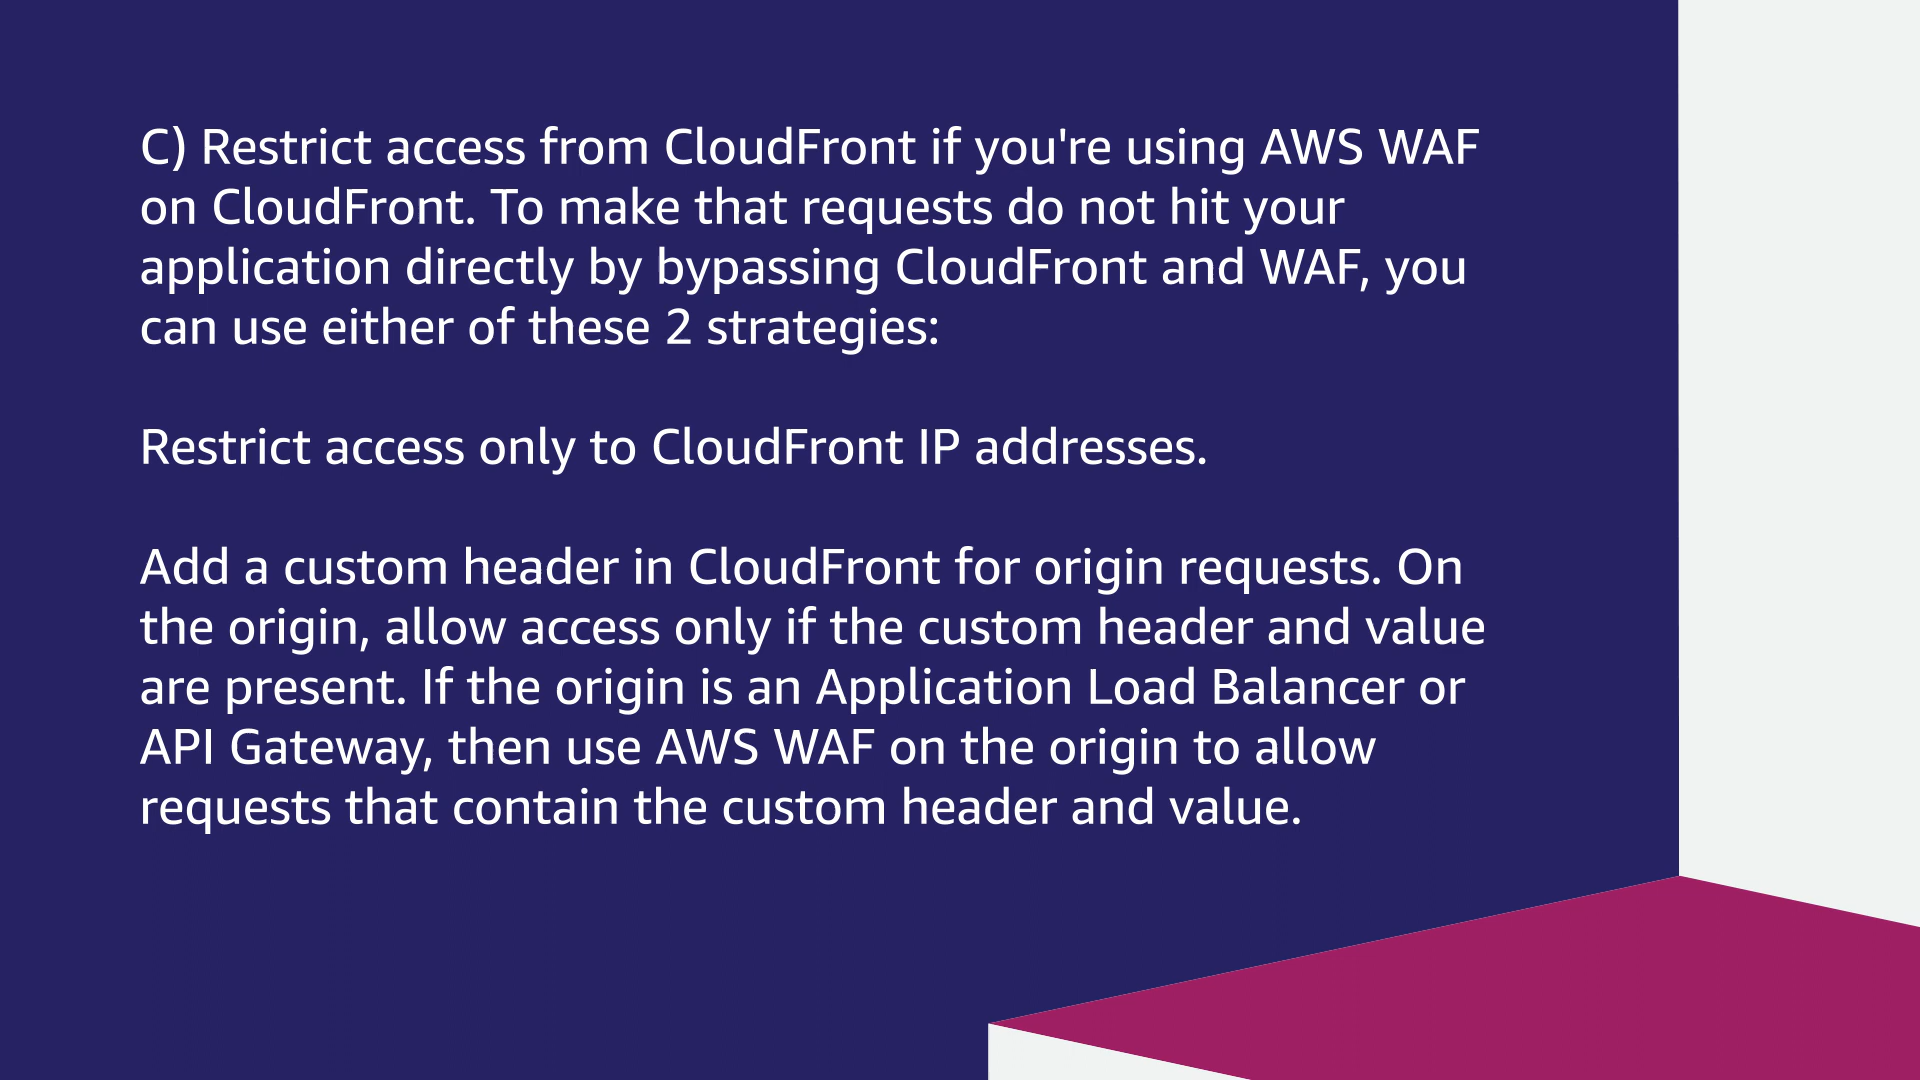 C) Restrict access from CloudFront if you're using AWS WAF
on CloudFront. To make that requests do not hit your
application directly by bypassing CloudFront and WAF, you
can use either of these 2 strategies:
Restrict access only to CloudFront IP addresses.
Add a custom header in CloudFront for origin requests. On
the origin, allow access only if the custom header and value
are present. If the origin is an Application Load Balancer or
API Gateway, then use AWS WAF on the origin to allow
requests that contain the custom header and value.